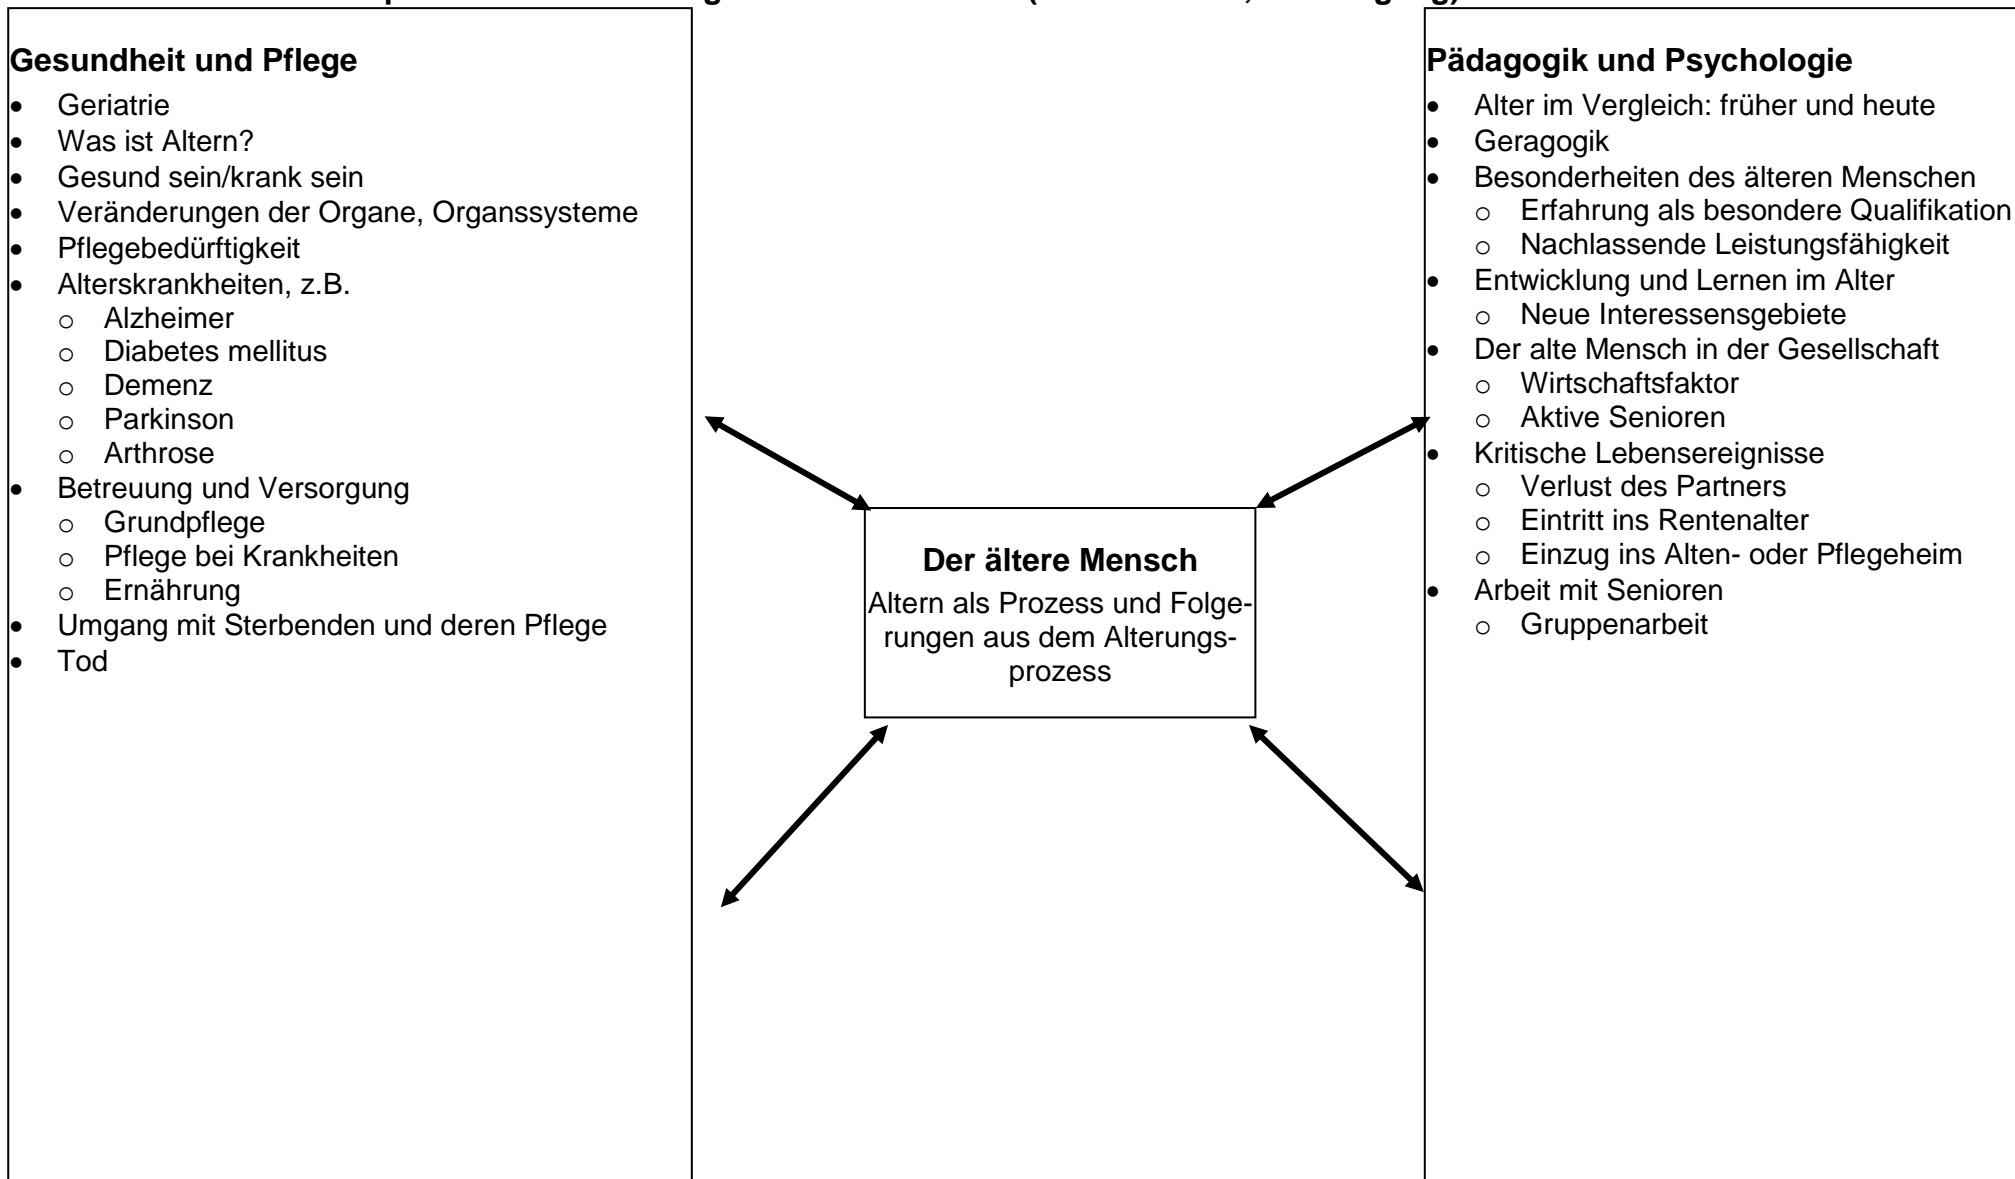 Gesundheit und Pflege
• Geriatrie
• Was ist Altern?
• Gesund sein/krank sein
• Veränderungen der Organe, Organssysteme
• Pflegebedürftigkeit
• Alterskrankheiten, z.B.
o Alzheimer
o Diabetes mellitus
o Demenz
o Parkinson
o Arthrose
• Betreuung und Versorgung
o Grundpflege
o Pflege bei Krankheiten
o Ernährung
• Umgang mit Sterbenden und deren Pflege
• Tod
Der ältere Mensch
Altern als Prozess und Folge-
rungen aus dem Alterungs-
prozess
Pädagogik und Psychologie
• Alter im Vergleich: früher und heute
• Geragogik
• Besonderheiten des älteren Menschen
o Erfahrung als besondere Qualifikation
o Nachlassende Leistungsfähigkeit
• Entwicklung und Lernen im Alter
o Neue Interessensgebiete
• Der alte Mensch in der Gesellschaft
o Wirtschaftsfaktor
o Aktive Senioren
• Kritische Lebensereignisse
o Verlust des Partners
o Eintritt ins Rentenalter
o Einzug ins Alten- oder Pflegeheim
• Arbeit mit Senioren
o Gruppenarbeit